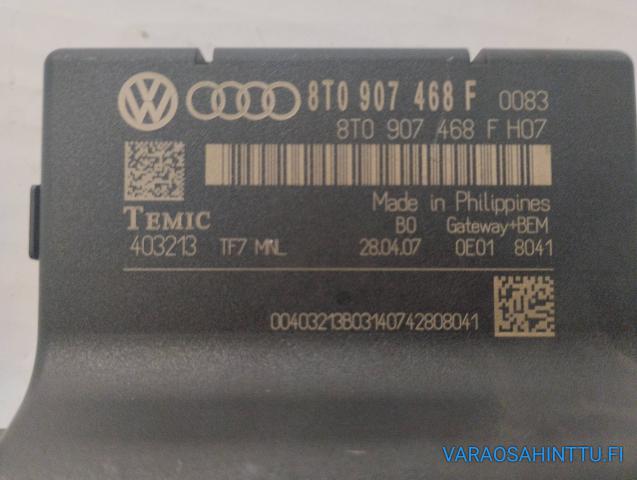 8T0 907 468 F 0083
8T0 907 468 F H07
TEMIC
Made in Philippines
B0 Gateway+BEM
403213 TF7 MNL 28.04.07 0E01 8041
00403213B03140742808041
VARAOSAHINTTU.FI